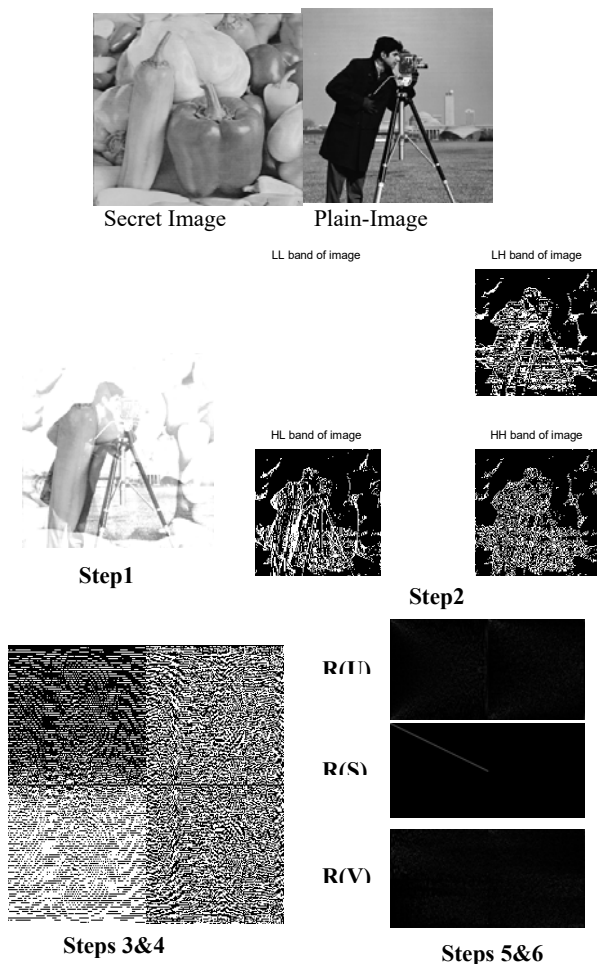 Secret Image
Plain-Image
LL band of image
LH band of image
HL band of image
HH band of image
Step1
Step2
R(U)
R(S)
R(V)
Steps 3&4
Steps 5&6